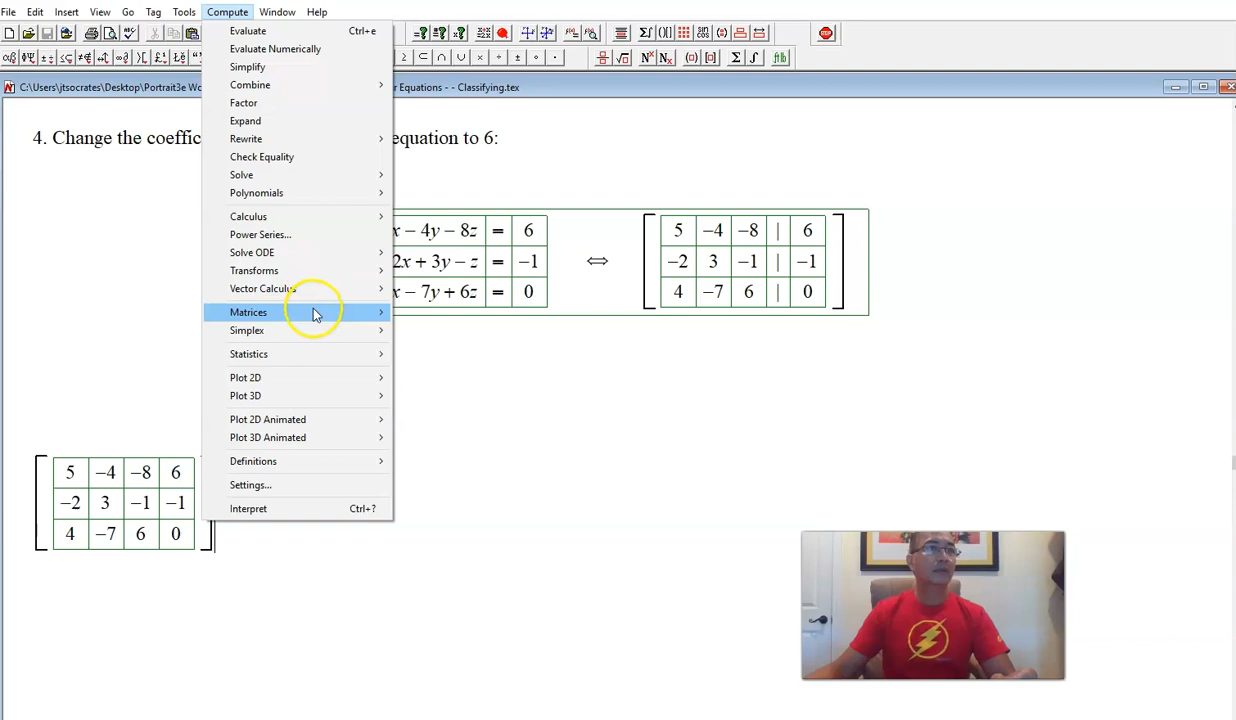 File Edit Insert View Go Tag Tools Compute Window Help
Evaluate Ctrl+e
Evaluate Numerically
Simplify
Combine
Factor
Expand
Rewrite
Check Equality
Solve
Polynomials
Calculus
Power Series...
Solve ODE
Transforms
Vector Calculus
Matrices
Simplex
Statistics
Plot 2D
Plot 3D
Plot 2D Animated
Plot 3D Animated
Definitions
Settings...
Interpret Ctrl+?
C:\Users\jtsocrates\Desktop\Portrait3e Wo
r Equations - - Classifying.tex
4. Change the coeffic
equation to 6:
x − 4y − 8z = 6 ⇔ 5 −4 −8 | 6
2x + 3y − z = −1 −2 3 −1 | −1
x − 7y + 6z = 0 4 −7 6 | 0
5 −4 −8 6
−2 3 −1 −1
4 −7 6 0